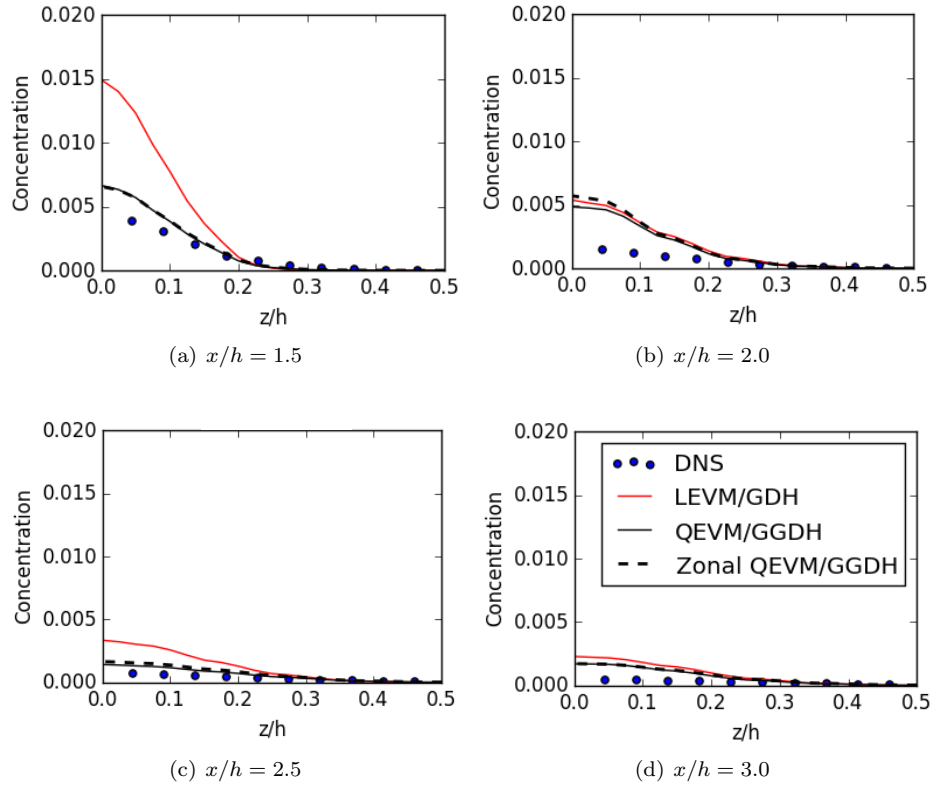 0.020
0.015
0.010
0.005
0.000
Concentration
0.0 0.1 0.2 0.3 0.4 0.5
z/h
(a) x/h = 1.5
0.020
0.015
0.010
0.005
0.000
Concentration
0.0 0.1 0.2 0.3 0.4 0.5
z/h
(b) x/h = 2.0
0.020
0.015
0.010
0.005
0.000
Concentration
0.0 0.1 0.2 0.3 0.4 0.5
z/h
(c) x/h = 2.5
0.020
0.015
0.010
0.005
0.000
Concentration
DNS
LEVM/GDH
QEVM/GGDH
Zonal QEVM/GGDH
0.0 0.1 0.2 0.3 0.4 0.5
z/h
(d) x/h = 3.0